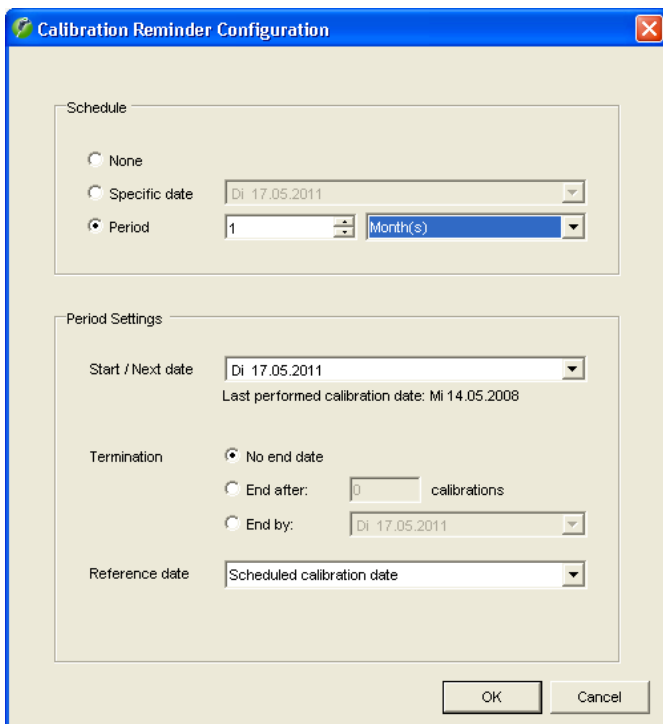 Calibration Reminder Configuration
Schedule
None
Specific date Di 17.05.2011
Period 1 Month(s)
Period Settings
Start / Next date Di 17.05.2011
Last performed calibration date: Mi 14.05.2008
Termination No end date
End after: 0 calibrations
End by: Di 17.05.2011
Reference date Scheduled calibration date
OK Cancel